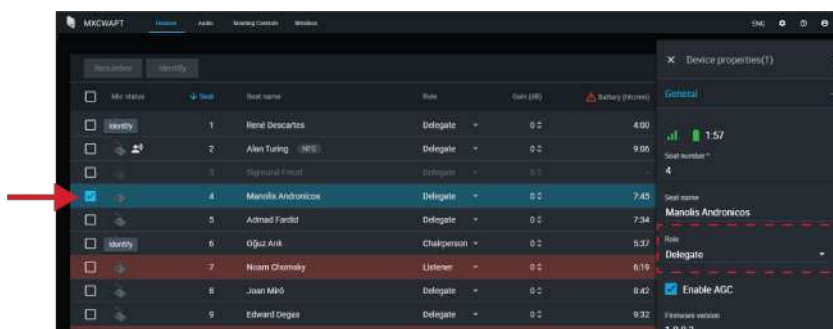 MXCWAPT Devices Audio Meeting Controls Wireless ENG
Renumber Identify
Mic status Seat Seat name Role Gain (dB) Battery (hh:mm)
Identify 1 René Descartes Delegate 0 4:00
2 Alan Turing NFC Delegate 0 9:06
3 Sigmund Freud Delegate 0 -
4 Manolis Andronicos Delegate 0 7:45
5 Admad Fardid Delegate 0 7:34
Identify 6 Oğuz Arık Chairperson 0 5:37
7 Noam Chomsky Listener 0 6:19
8 Joan Miró Delegate 0 8:42
9 Edward Degas Delegate 0 9:32
Device properties(1)
General
1:57
Seat number *
4
Seat name
Manolis Andronicos
Role
Delegate
Enable AGC
Firmware version